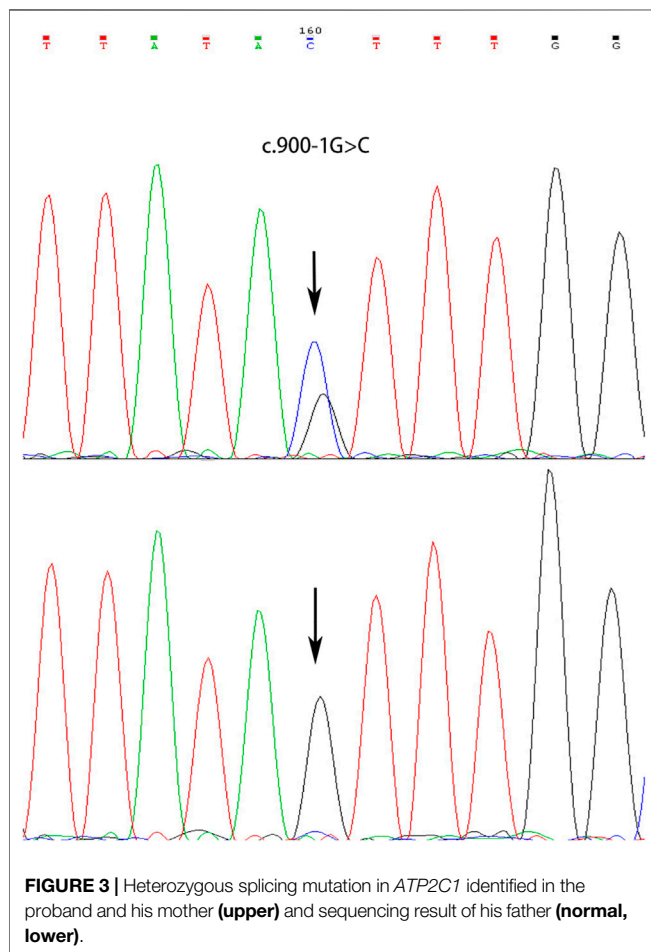 160
T T A T A C T T T G G
c.900-1G>C
FIGURE 3 | Heterozygous splicing mutation in ATP2C1 identified in the
proband and his mother (upper) and sequencing result of his father (normal,
lower).